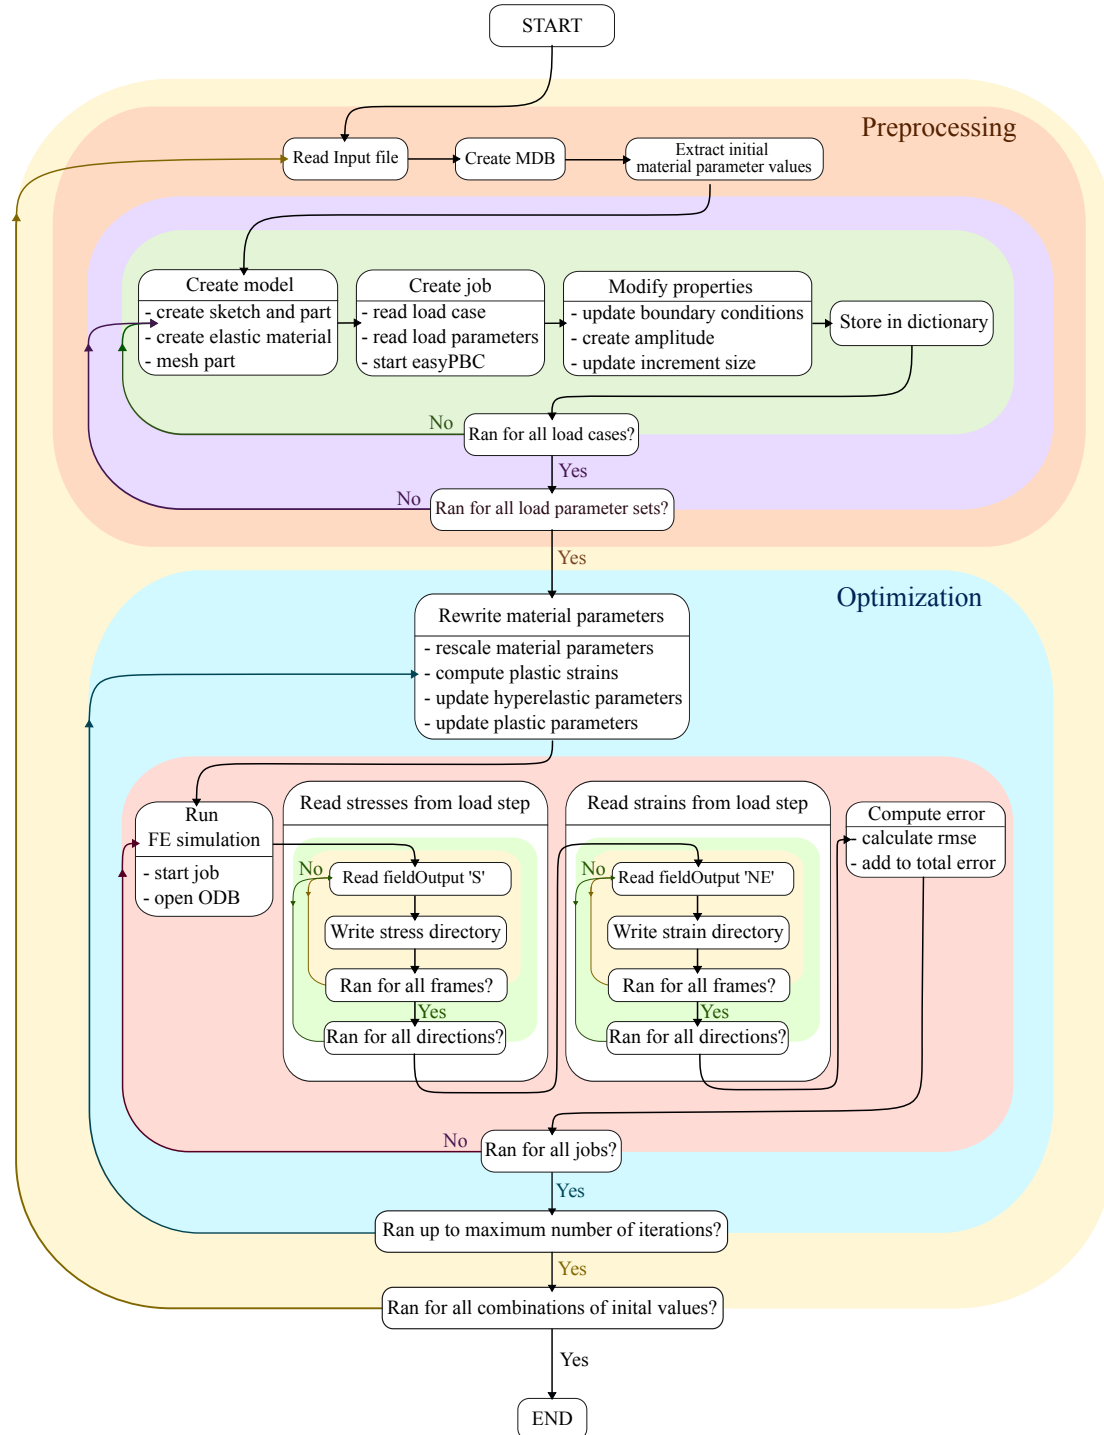 START
Preprocessing
Read Input file
Create MDB
Extract initial
material parameter values
Create model
- create sketch and part
- create elastic material
- mesh part
Create job
- read load case
- read load parameters
- start easyPBC
Modify properties
- update boundary conditions
- create amplitude
- update increment size
Store in dictionary
No
Ran for all load cases?
Yes
No
Ran for all load parameter sets?
Yes
Optimization
Rewrite material parameters
- rescale material parameters
- compute plastic strains
- update hyperelastic parameters
- update plastic parameters
Run
FE simulation
- start job
- open ODB
Read stresses from load step
No
Read fieldOutput 'S'
Write stress directory
Ran for all frames?
Yes
Ran for all directions?
Read strains from load step
No
Read fieldOutput 'NE'
Write strain directory
Ran for all frames?
Yes
Ran for all directions?
Compute error
- calculate rmse
- add to total error
No
Ran for all jobs?
Yes
Ran up to maximum number of iterations?
Yes
Ran for all combinations of inital values?
Yes
END